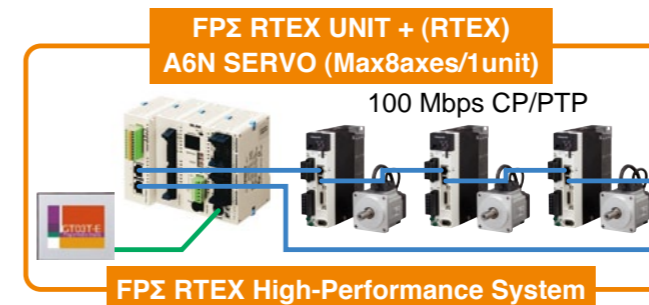 FPΣ RTEX UNIT + (RTEX)
A6N SERVO (Max8axes/1unit)
100 Mbps CP/PTP
GT03T-E
FPΣ RTEX High-Performance System